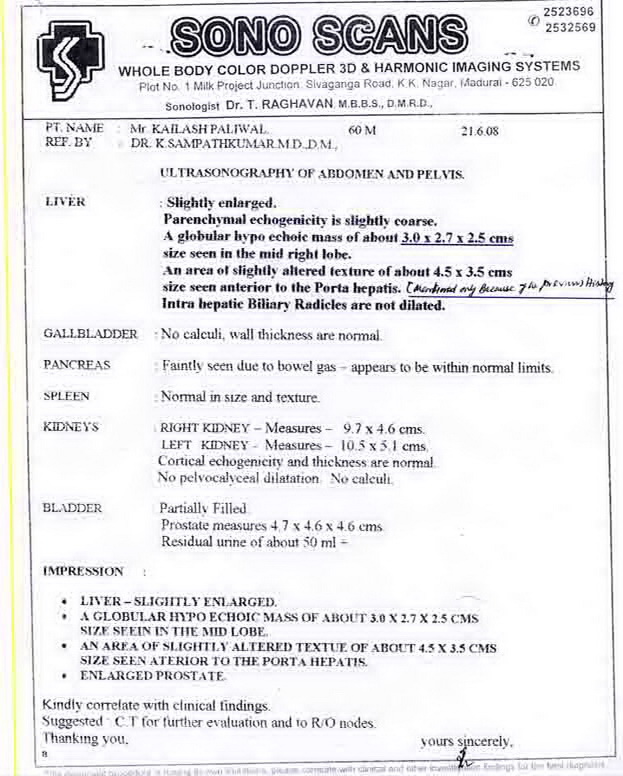 2523696
2532569
SONO SCANS
WHOLE BODY COLOR DOPPLER 3D & HARMONIC IMAGING SYSTEMS
Plot No. 1 Milk Project Junction, Sivaganga Road, K.K. Nagar, Madurai - 625 020.
Sonologist Dr. T. RAGHAVAN M.B.B.S., D.M.R.D.,
PT. NAME : Mr. KAILASH PALIWAL. 60 M 21.6.08
REF. BY : DR. K.SAMPATHKUMAR.M.D.,D.M.,
ULTRASONOGRAPHY OF ABDOMEN AND PELVIS.
LIVER : Slightly enlarged.
Parenchymal echogenicity is slightly coarse.
A globular hypo echoic mass of about 3.0 x 2.7 x 2.5 cms
size seen in the mid right lobe.
An area of slightly altered texture of about 4.5 x 3.5 cms
size seen anterior to the Porta hepatis. (Mentioned only Because of the previous History
Intra hepatic Biliary Radicles are not dilated.
GALLBLADDER : No calculi, wall thickness are normal.
PANCREAS : Faintly seen due to bowel gas – appears to be within normal limits.
SPLEEN : Normal in size and texture.
KIDNEYS : RIGHT KIDNEY – Measures – 9.7 x 4.6 cms.
LEFT KIDNEY - Measures – 10.5 x 5.1 cms.
Cortical echogenicity and thickness are normal.
No pelvocalyceal dilatation. No calculi.
BLADDER : Partially Filled.
Prostate measures 4.7 x 4.6 x 4.6 cms.
Residual urine of about 50 ml +
IMPRESSION :
• LIVER – SLIGHTLY ENLARGED.
• A GLOBULAR HYPO ECHOIC MASS OF ABOUT 3.0 X 2.7 X 2.5 CMS
SIZE SEEIN IN THE MID LOBE.
• AN AREA OF SLIGHTLY ALTERED TEXTUE OF ABOUT 4.5 X 3.5 CMS
SIZE SEEN ATERIOR TO THE PORTA HEPATIS.
• ENLARGED PROSTATE.
Kindly correlate with clinical findings.
Suggested : C.T for further evaluation and to R/O nodes.
Thanking you, yours sincerely,
8
please correlate with clinical and other findings for the final diagnosis